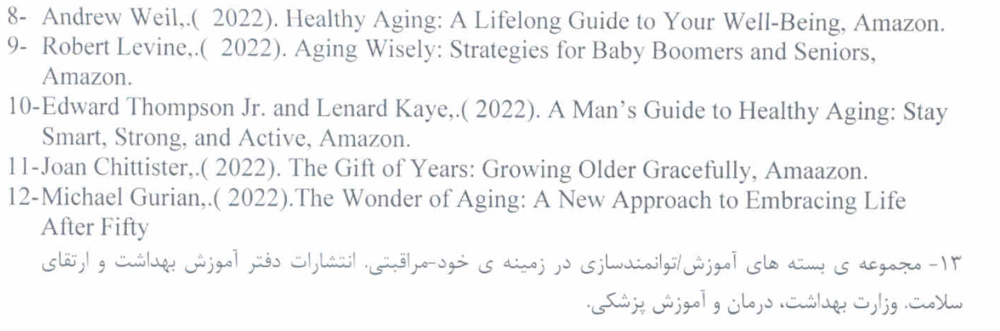 8- Andrew Weil,.( 2022). Healthy Aging: A Lifelong Guide to Your Well-Being, Amazon.
9- Robert Levine,.( 2022). Aging Wisely: Strategies for Baby Boomers and Seniors,
Amazon.
10-Edward Thompson Jr. and Lenard Kaye,.( 2022). A Man’s Guide to Healthy Aging: Stay
Smart, Strong, and Active, Amazon.
11-Joan Chittister,.( 2022). The Gift of Years: Growing Older Gracefully, Amaazon.
12-Michael Gurian,.( 2022).The Wonder of Aging: A New Approach to Embracing Life
After Fifty
۱۳- مجموعه ی بسته های آموزش/توانمندسازی در زمینه ی خود-مراقبتی. انتشارات دفتر آموزش بهداشت و ارتقای
سلامت. وزارت بهداشت، درمان و آموزش پزشکی.